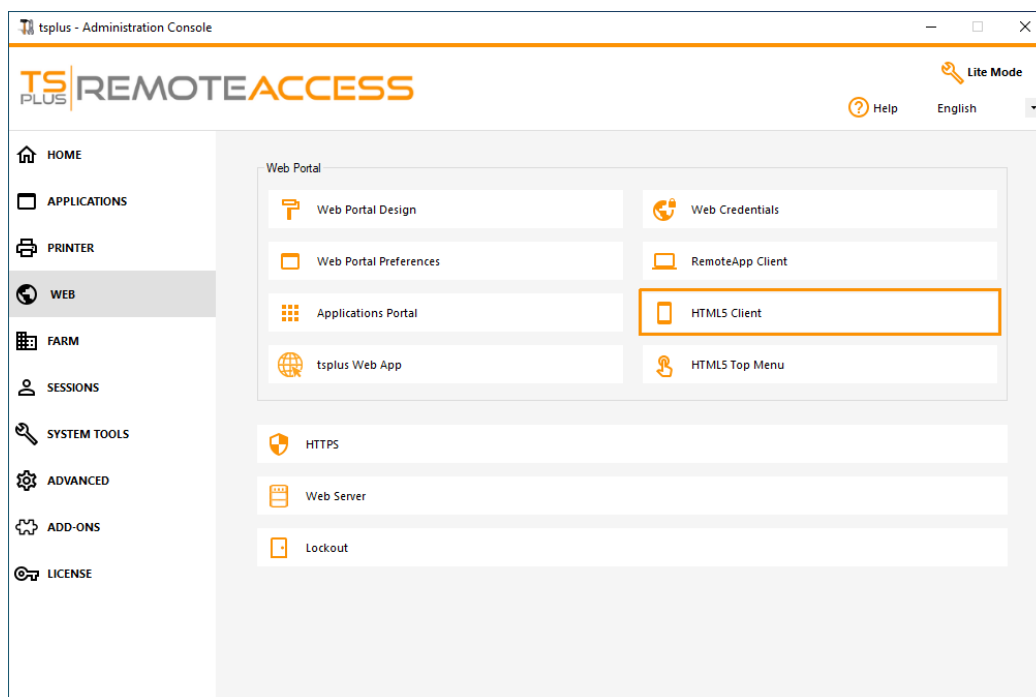 tsplus - Administration Console
TS PLUS REMOTEACCESS
Lite Mode
Help
English
HOME
APPLICATIONS
PRINTER
WEB
FARM
SESSIONS
SYSTEM TOOLS
ADVANCED
ADD-ONS
LICENSE
Web Portal
Web Portal Design
Web Credentials
Web Portal Preferences
RemoteApp Client
Applications Portal
HTML5 Client
tsplus Web App
HTML5 Top Menu
HTTPS
Web Server
Lockout